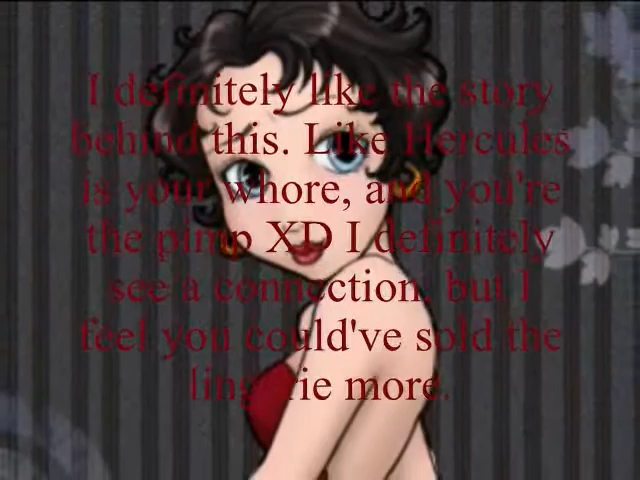 I definitely like the story
behind this. Like Hercules
is your whore, and you're
the pimp XD I definitely
see a connection, but I
feel you could've sold the
lingerie more.